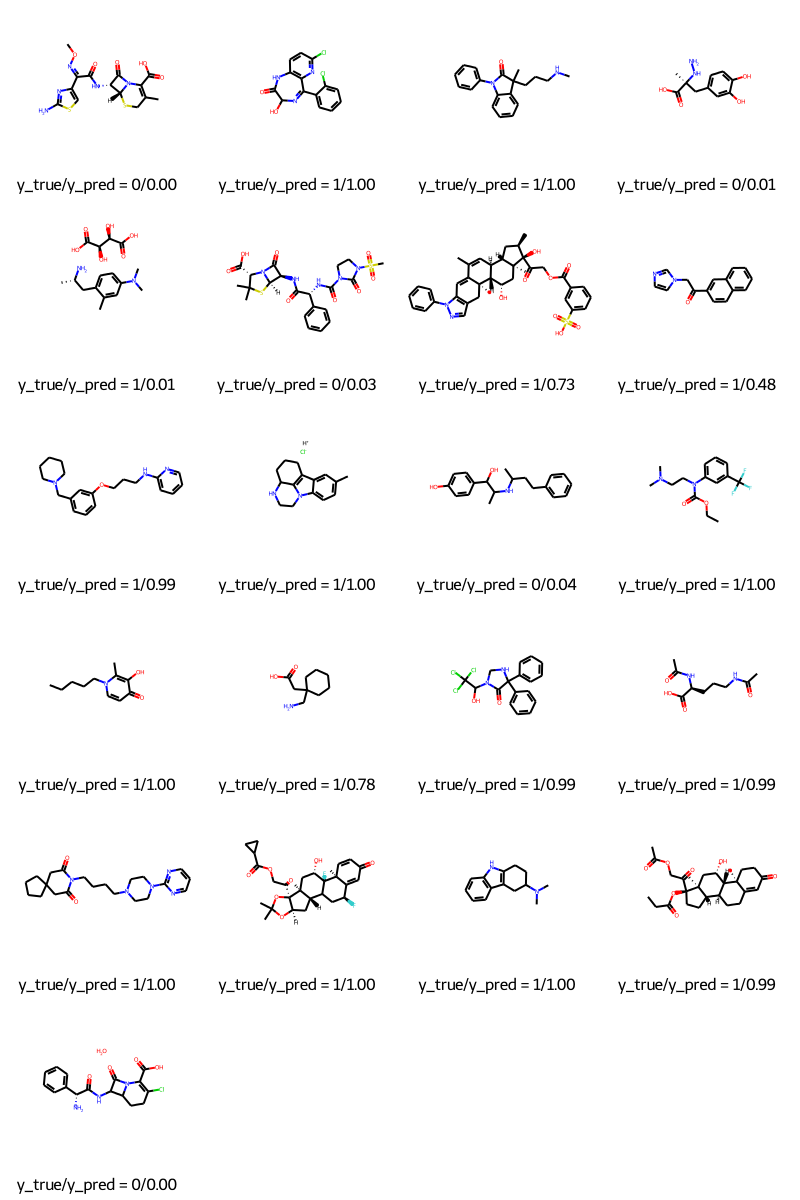 y_true/y_pred = 0/0.00
y_true/y_pred = 1/1.00
y_true/y_pred = 1/1.00
y_true/y_pred = 0/0.01
y_true/y_pred = 1/0.01
y_true/y_pred = 0/0.03
y_true/y_pred = 1/0.73
y_true/y_pred = 1/0.48
y_true/y_pred = 1/0.99
y_true/y_pred = 1/1.00
y_true/y_pred = 0/0.04
y_true/y_pred = 1/1.00
y_true/y_pred = 1/1.00
y_true/y_pred = 1/0.78
y_true/y_pred = 1/0.99
y_true/y_pred = 1/0.99
y_true/y_pred = 1/1.00
y_true/y_pred = 1/1.00
y_true/y_pred = 1/1.00
y_true/y_pred = 1/0.99
y_true/y_pred = 0/0.00